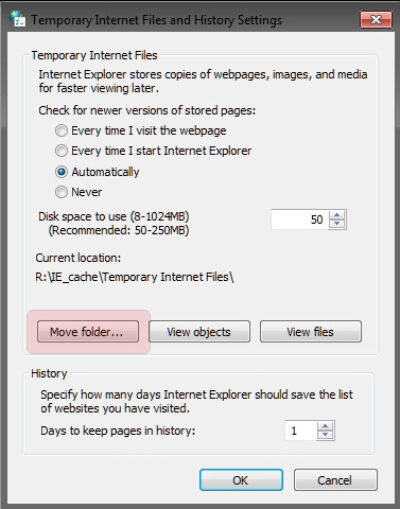 Temporary Internet Files and History Settings
Temporary Internet Files
Internet Explorer stores copies of webpages, images, and media
for faster viewing later.
Check for newer versions of stored pages:
Every time I visit the webpage
Every time I start Internet Explorer
Automatically
Never
Disk space to use (8-1024MB) 50
(Recommended: 50-250MB)
Current location:
R:\IE_cache\Temporary Internet Files\
Move folder... View objects View files
History
Specify how many days Internet Explorer should save the list
of websites you have visited.
Days to keep pages in history: 1
OK Cancel